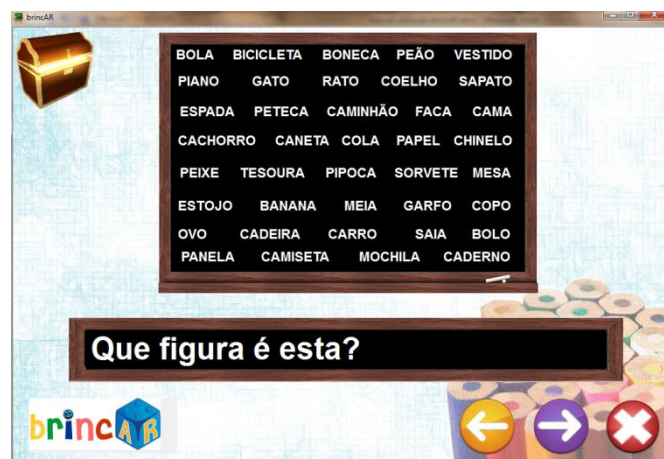 brincAR
BOLA BICICLETA BONECA PEÃO VESTIDO
PIANO GATO RATO COELHO SAPATO
ESPADA PETECA CAMINHÃO FACA CAMA
CACHORRO CANETA COLA PAPEL CHINELO
PEIXE TESOURA PIPOCA SORVETE MESA
ESTOJO BANANA MEIA GARFO COPO
OVO CADEIRA CARRO SAIA BOLO
PANELA CAMISETA MOCHILA CADERNO
Que figura é esta?
brincAR